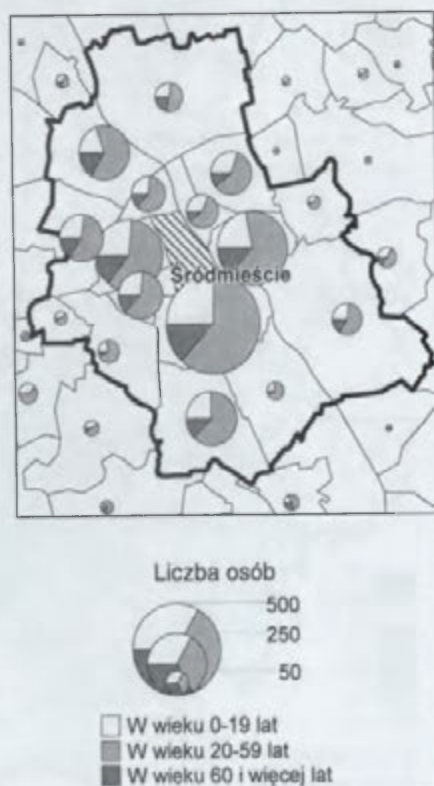 Śródmieście
Liczba osób
500
250
50
W wieku 0-19 lat
W wieku 20-59 lat
W wieku 60 i więcej lat